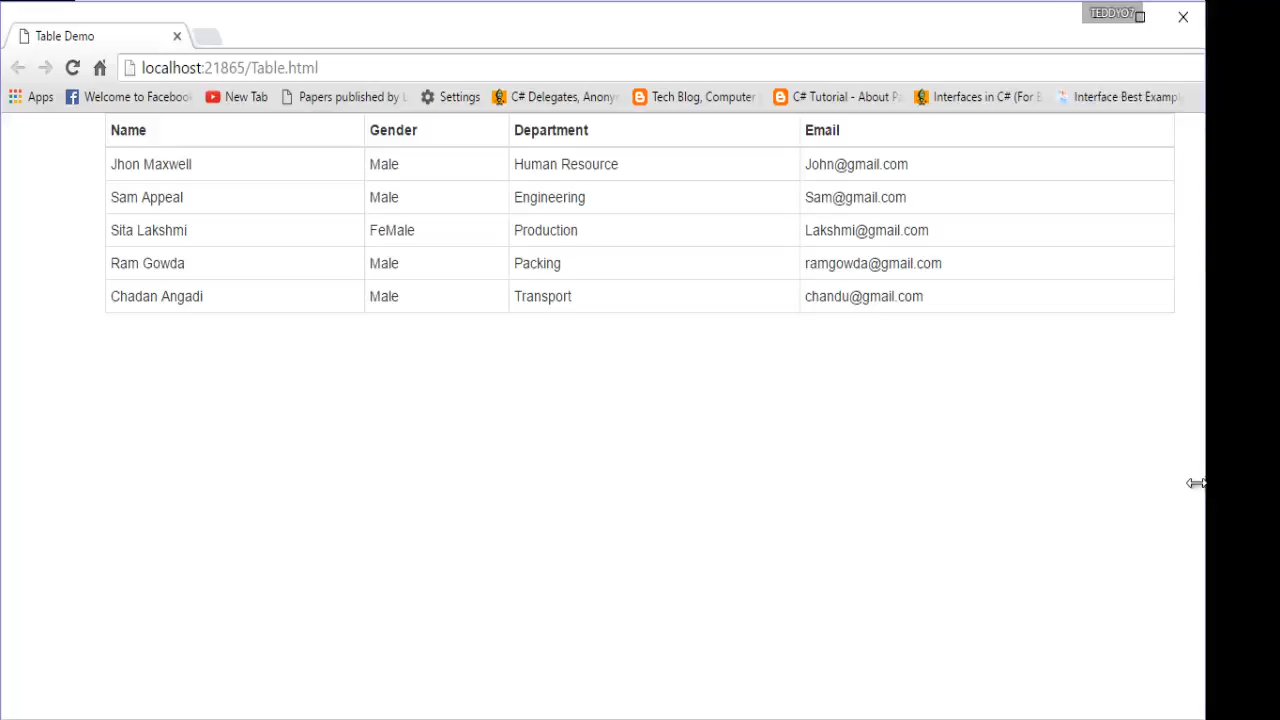 TEDDYO7
Table Demo
localhost:21865/Table.html
Apps Welcome to Faceboo New Tab Papers published by Settings C# Delegates, Anony Tech Blog, Computer C# Tutorial - About Pa Interfaces in C# (For B Interface Best Exampl
Name Gender Department Email
Jhon Maxwell Male Human Resource John@gmail.com
Sam Appeal Male Engineering Sam@gmail.com
Sita Lakshmi FeMale Production Lakshmi@gmail.com
Ram Gowda Male Packing ramgowda@gmail.com
Chadan Angadi Male Transport chandu@gmail.com